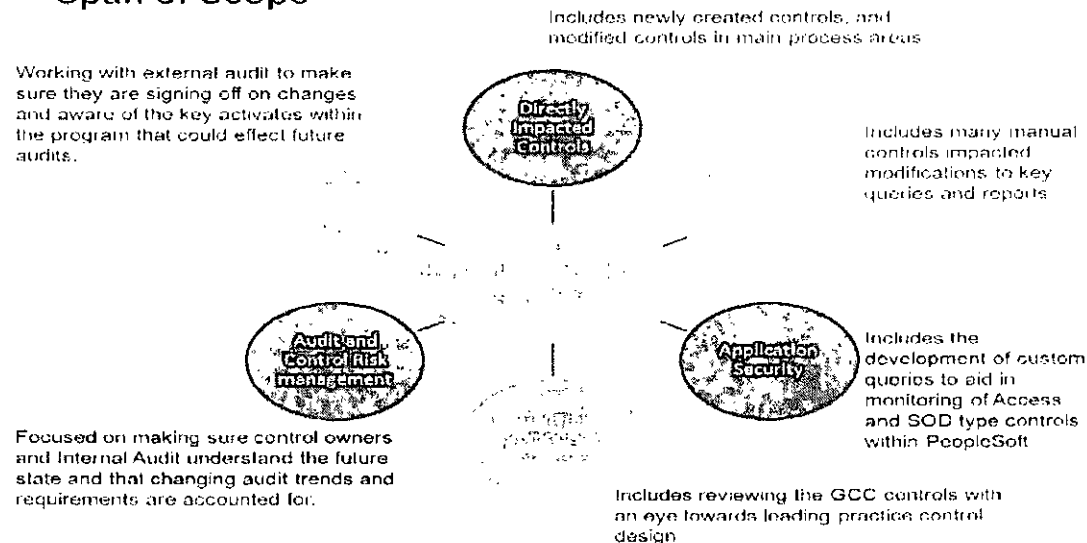 Span of Scope
Includes newly created controls, and
modified controls in main process areas
Working with external audit to make
sure they are signing off on changes
and aware of the key activates within
the program that could effect future
audits.
Directly
Impacted
Controls
Includes many manual
controls impacted
modifications to key
queries and reports
Audit and
Control Risk
management
Application
Security
Includes the
development of custom
queries to aid in
monitoring of Access
and SOD type controls
within PeopleSoft
Focused on making sure control owners
and Internal Audit understand the future
state and that changing audit trends and
requirements are accounted for.
Includes reviewing the GCC controls with
an eye towards leading practice control
design